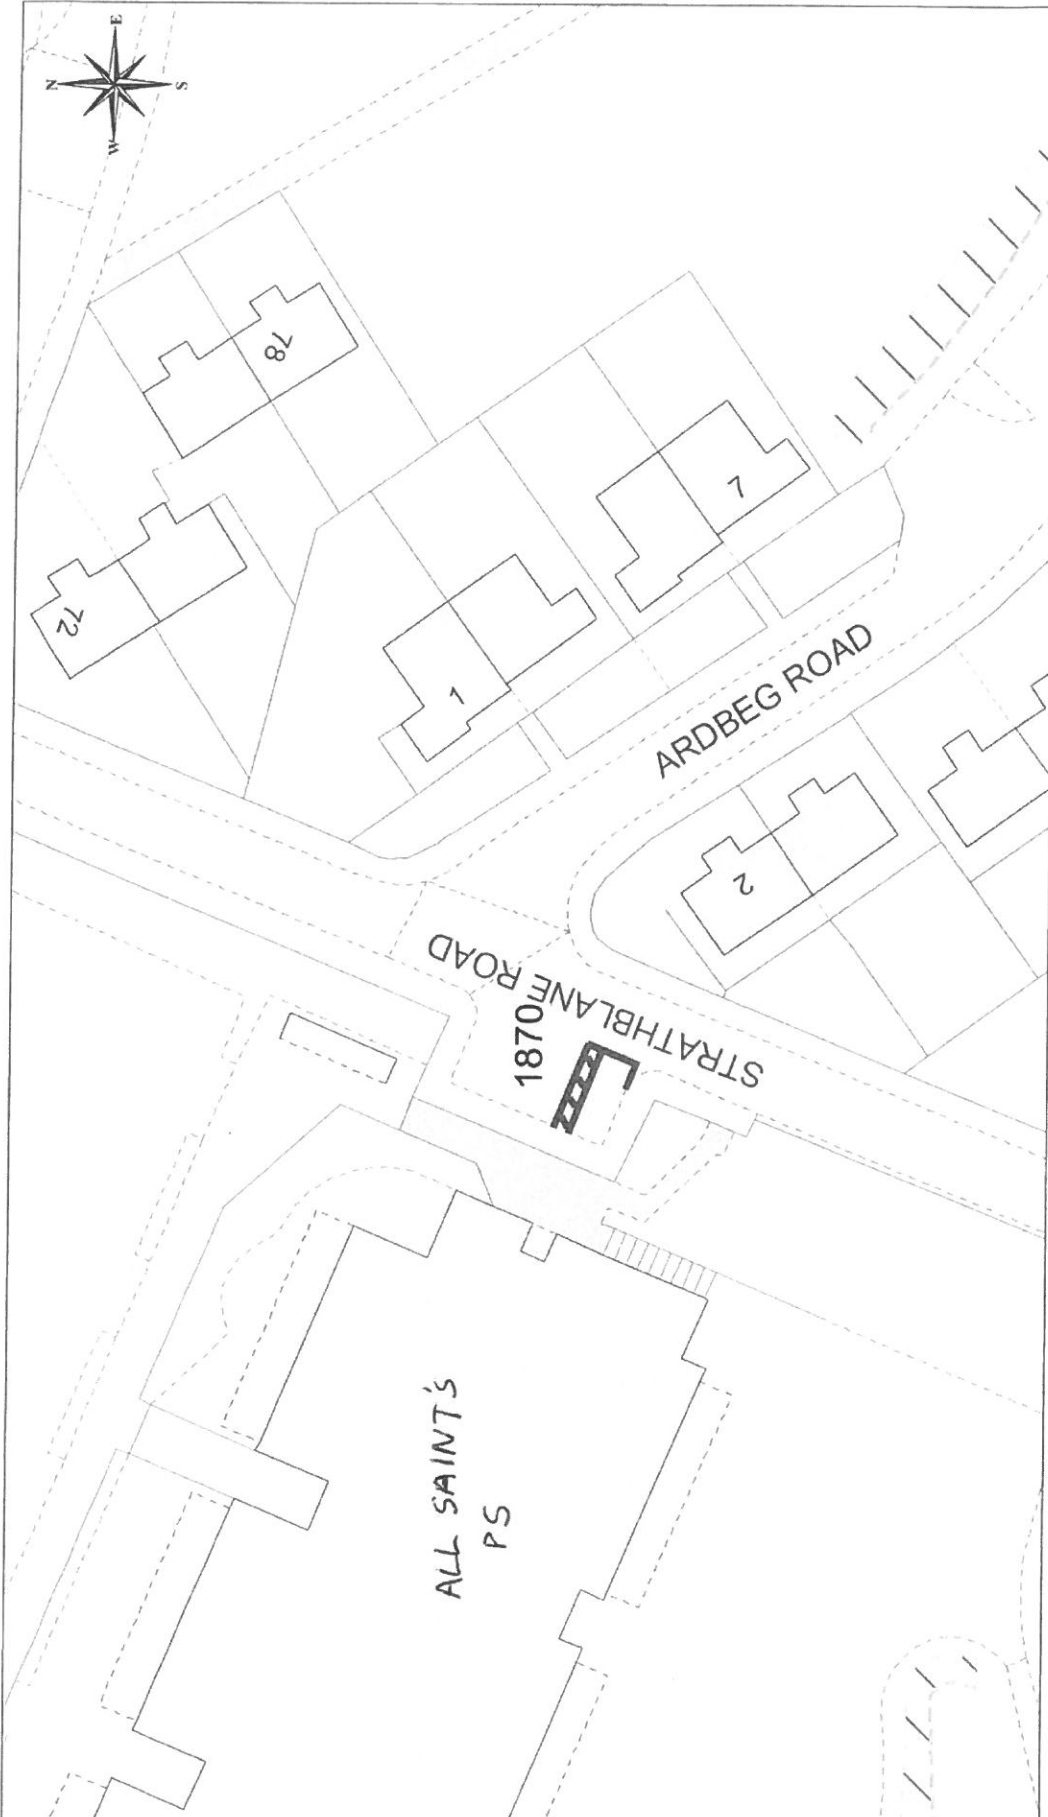 N
E
S
W
72
78
1
7
2
ARDBEG ROAD
STRATHBLANE ROAD
1870
ALL SAINT'S
PS